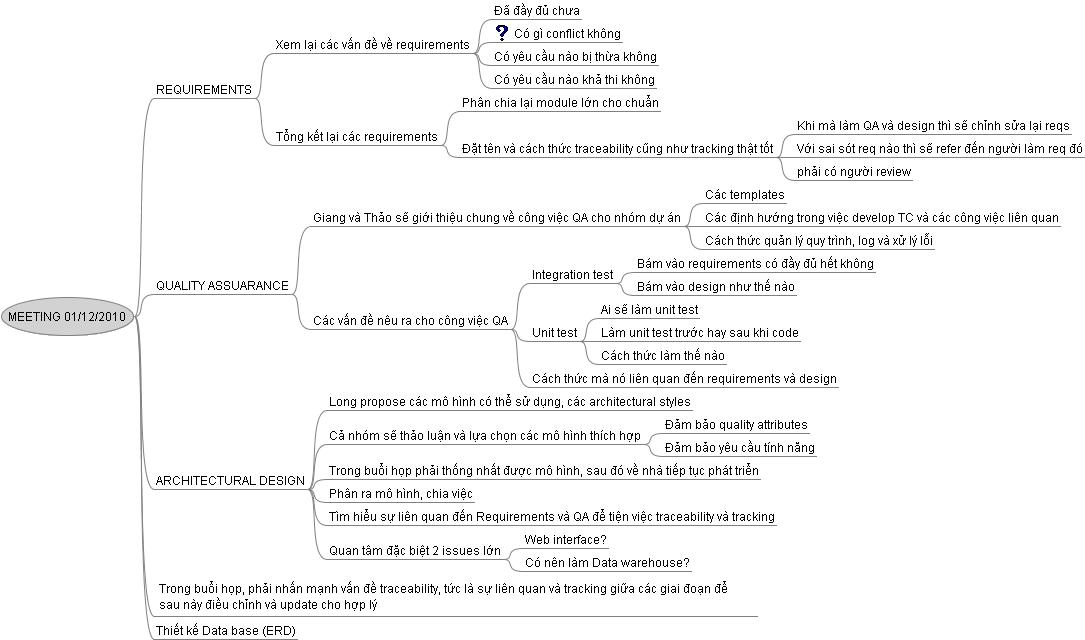 MEETING 01/12/2010
REQUIREMENTS
Xem lại các vấn đề về requirements
Đã đầy đủ chưa
? Có gì conflict không
Có yêu cầu nào bị thừa không
Có yêu cầu nào khả thi không
Tổng kết lại các requirements
Phân chia lại module lớn cho chuẩn
Đặt tên và cách thức traceability cũng như tracking thật tốt
Khi mà làm QA và design thì sẽ chỉnh sửa lại reqs
Với sai sót req nào thì sẽ refer đến người làm req đó
phải có người review
QUALITY ASSUARANCE
Giang và Thảo sẽ giới thiệu chung về công việc QA cho nhóm dự án
Các templates
Các định hướng trong việc develop TC và các công việc liên quan
Cách thức quản lý quy trình, log và xử lý lỗi
Các vấn đề nêu ra cho công việc QA
Integration test
Bám vào requirements có đầy đủ hết không
Bám vào design như thế nào
Unit test
Ai sẽ làm unit test
Làm unit test trước hay sau khi code
Cách thức làm thế nào
Cách thức mà nó liên quan đến requirements và design
ARCHITECTURAL DESIGN
Long propose các mô hình có thể sử dụng, các architectural styles
Cả nhóm sẽ thảo luận và lựa chọn các mô hình thích hợp
Đảm bảo quality attributes
Đảm bảo yêu cầu tính năng
Trong buổi họp phải thống nhất được mô hình, sau đó về nhà tiếp tục phát triển
Phân ra mô hình, chia việc
Tìm hiểu sự liên quan đến Requirements và QA để tiện việc traceability và tracking
Quan tâm đặc biệt 2 issues lớn
Web interface?
Có nên làm Data warehouse?
Trong buổi họp, phải nhấn mạnh vấn đề traceability, tức là sự liên quan và tracking giữa các giai đoạn để
sau này điều chỉnh và update cho hợp lý
Thiết kế Data base (ERD)